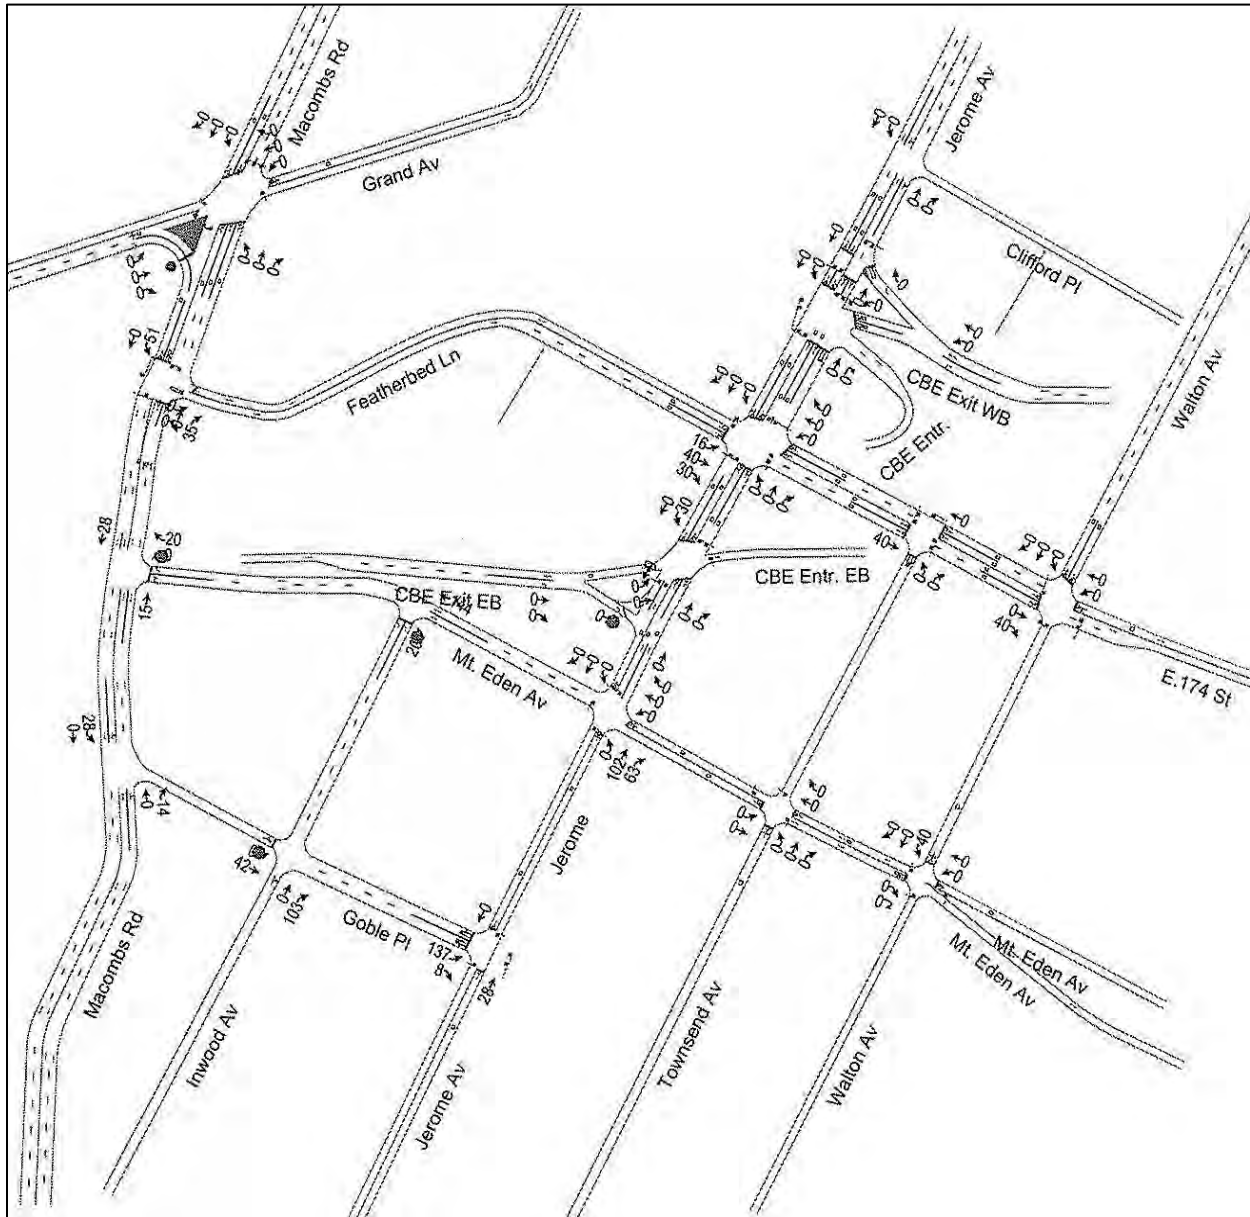 Macombs Rd
Grand Av
Jerome Av
Clifford Pl
Walton Av
51
35
Featherbed Ln
CBE Exit WB
CBE Entr.
16
40
30
30
40
28
20
15
CBE Exit EB
CBE Entr. EB
40
E.174 St
Mt. Eden Av
28
102
63
14
Jerome
40
42
103
Goble Pl
137
8
28
Mt. Eden Av
Mt. Eden Av
Macombs Rd
Inwood Av
Jerome Av
Townsend Av
Walton Av